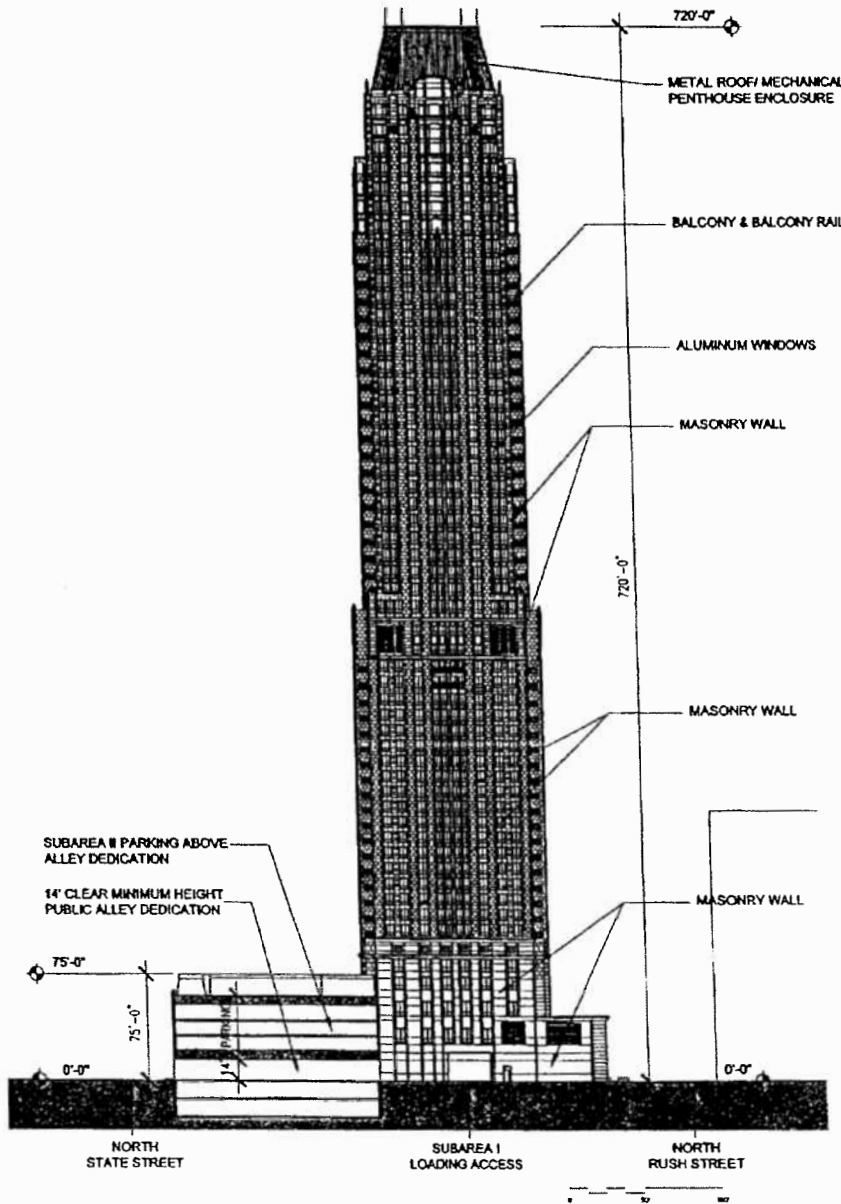 720'-0"
METAL ROOF/ MECHANICAL
PENTHOUSE ENCLOSURE
BALCONY & BALCONY RAIL
ALUMINUM WINDOWS
MASONRY WALL
720'-0"
MASONRY WALL
SUBAREA II PARKING ABOVE
ALLEY DEDICATION
14' CLEAR MINIMUM HEIGHT
PUBLIC ALLEY DEDICATION
MASONRY WALL
75'-0"
75'-0"
PARKING
14'
0'-0"
0'-0"
NORTH
STATE STREET
SUBAREA I
LOADING ACCESS
NORTH
RUSH STREET